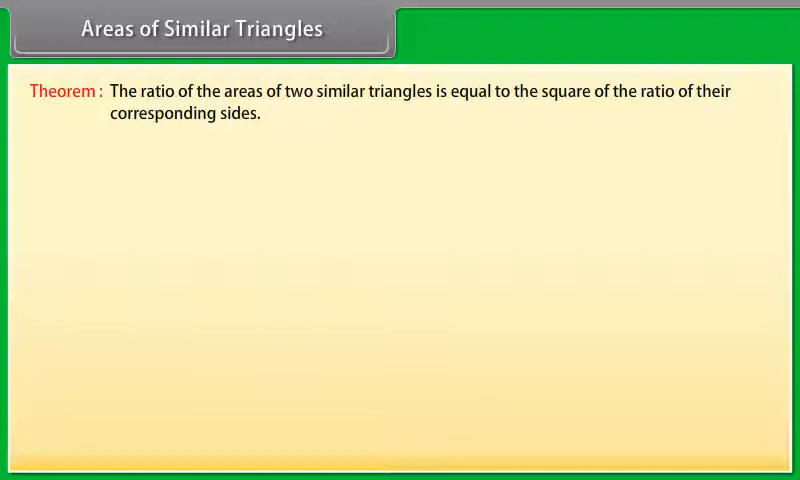 Areas of Similar Triangles
Theorem : The ratio of the areas of two similar triangles is equal to the square of the ratio of their
corresponding sides.